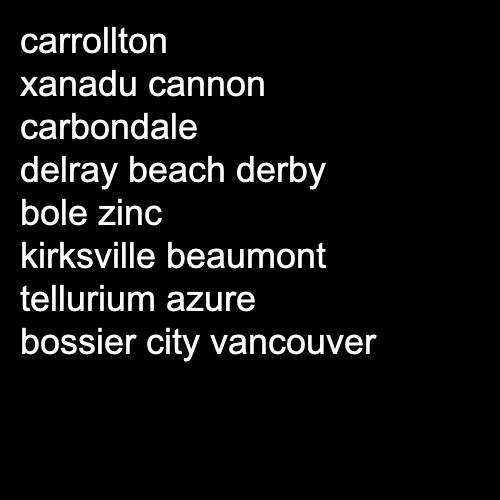 carrollton
xanadu cannon
carbondale
delray beach derby
bole zinc
kirksville beaumont
tellurium azure
bossier city vancouver